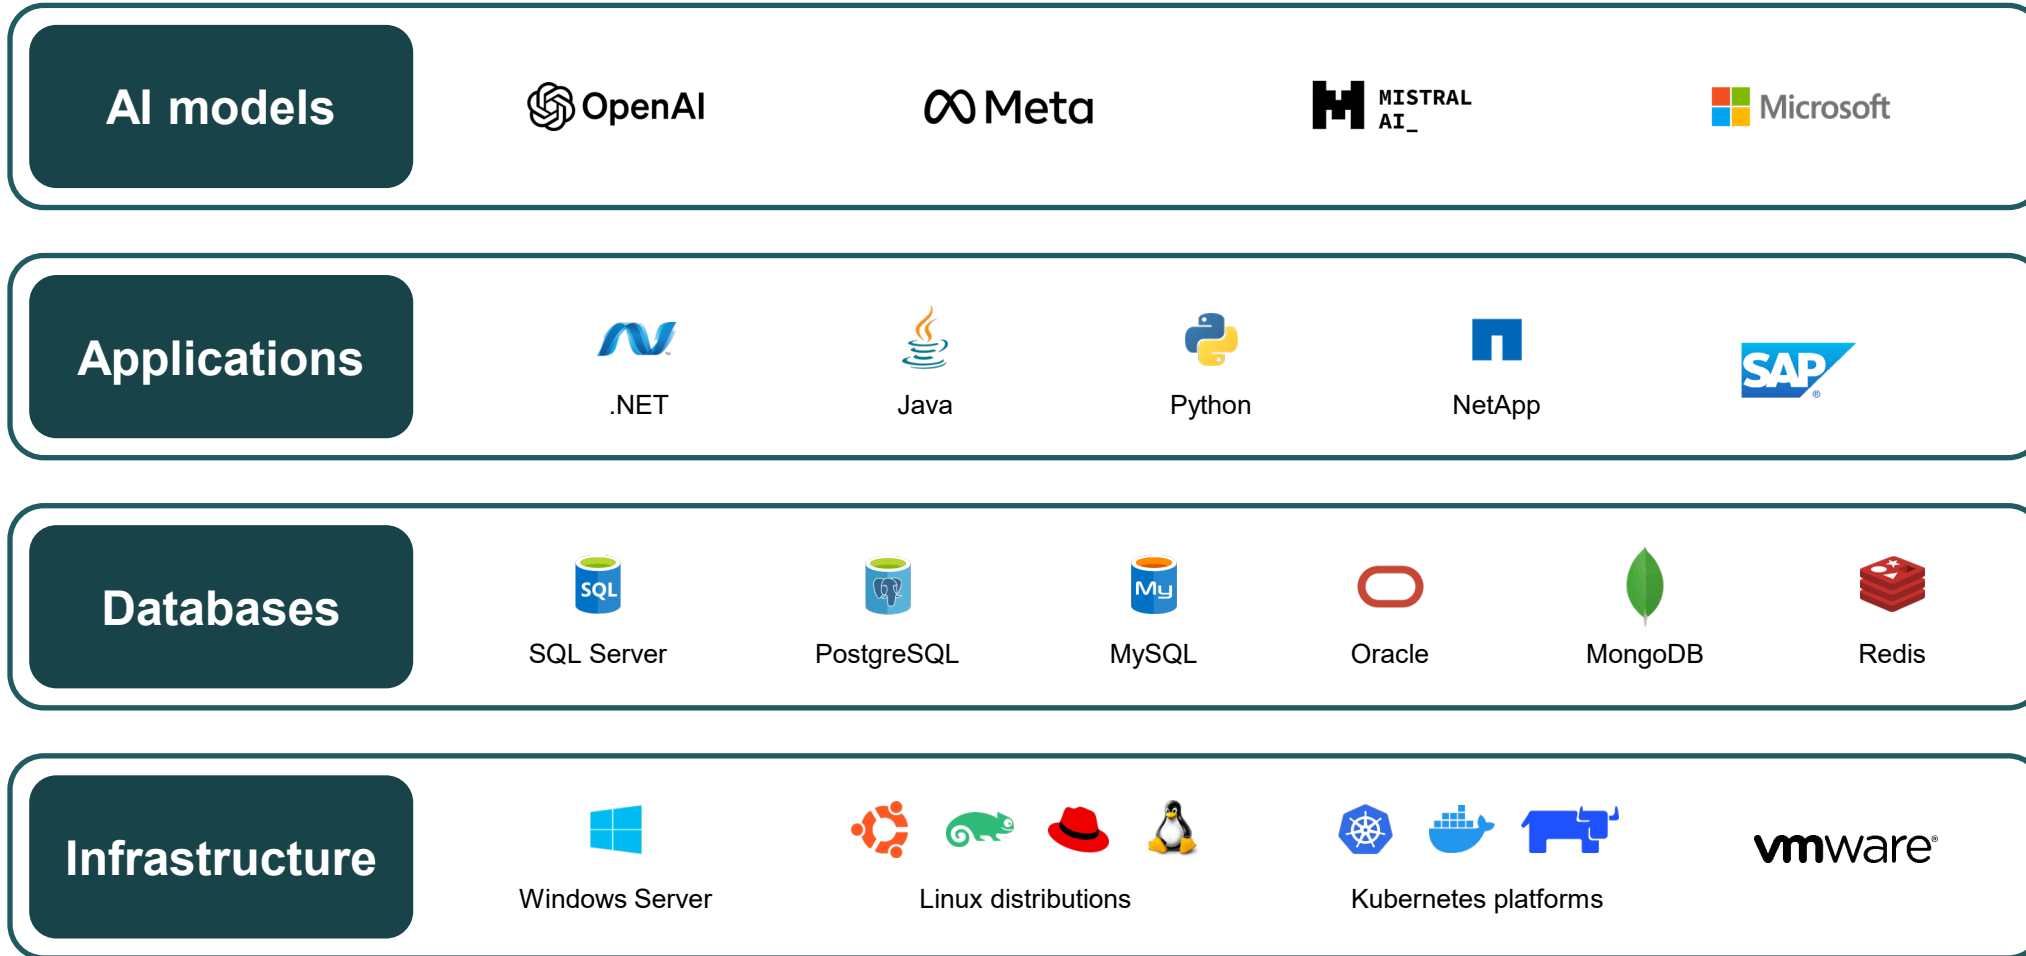 AI models
OpenAI
Meta
MISTRAL
AI_
Microsoft
Applications
.NET
Java
Python
NetApp
SAP
®
Databases
SQL
SQL Server
PostgreSQL
My
MySQL
Oracle
MongoDB
Redis
Infrastructure
Windows Server
Linux distributions
Kubernetes platforms
vmware®